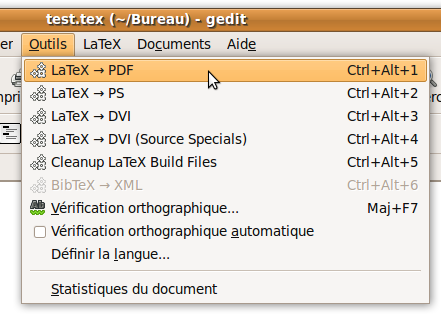 test.tex (~/Bureau) - gedit
er Outils LaTeX Documents Aide
LaTeX → PDF Ctrl+Alt+1
LaTeX → PS Ctrl+Alt+2
LaTeX → DVI Ctrl+Alt+3
LaTeX → DVI (Source Specials) Ctrl+Alt+4
Cleanup LaTeX Build Files Ctrl+Alt+5
BibTeX → XML Ctrl+Alt+6
Vérification orthographique... Maj+F7
Vérification orthographique automatique
Définir la langue...
Statistiques du document